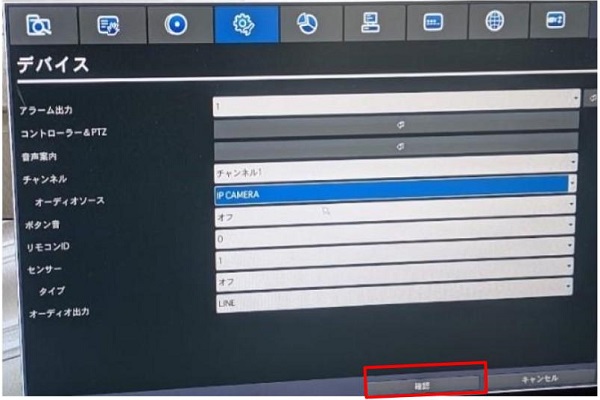 デバイス
アラーム出力 1
コントローラー&PTZ
音声案内
チャンネル チャンネル1
オーディオソース IP CAMERA
ボタン音 オフ
リモコンID 0
センサー 1
タイプ オフ
オーディオ出力 LINE
確認 キャンセル